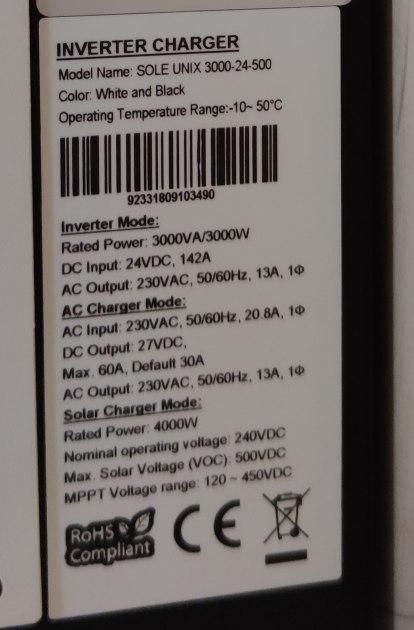 INVERTER CHARGER
Model Name: SOLE UNIX 3000-24-500
Color: White and Black
Operating Temperature Range:-10~ 50°C
92331809103490
Inverter Mode:
Rated Power: 3000VA/3000W
DC Input: 24VDC, 142A
AC Output: 230VAC, 50/60Hz, 13A, 1Φ
AC Charger Mode:
AC Input: 230VAC, 50/60Hz, 20.8A, 1Φ
DC Output: 27VDC,
Max. 60A, Default 30A
AC Output: 230VAC, 50/60Hz, 13A, 1Φ
Solar Charger Mode:
Rated Power: 4000W
Nominal operating voltage: 240VDC
Max. Solar Voltage (VOC): 500VDC
MPPT Voltage range: 120 ~ 450VDC
RoHS
Compliant
CE